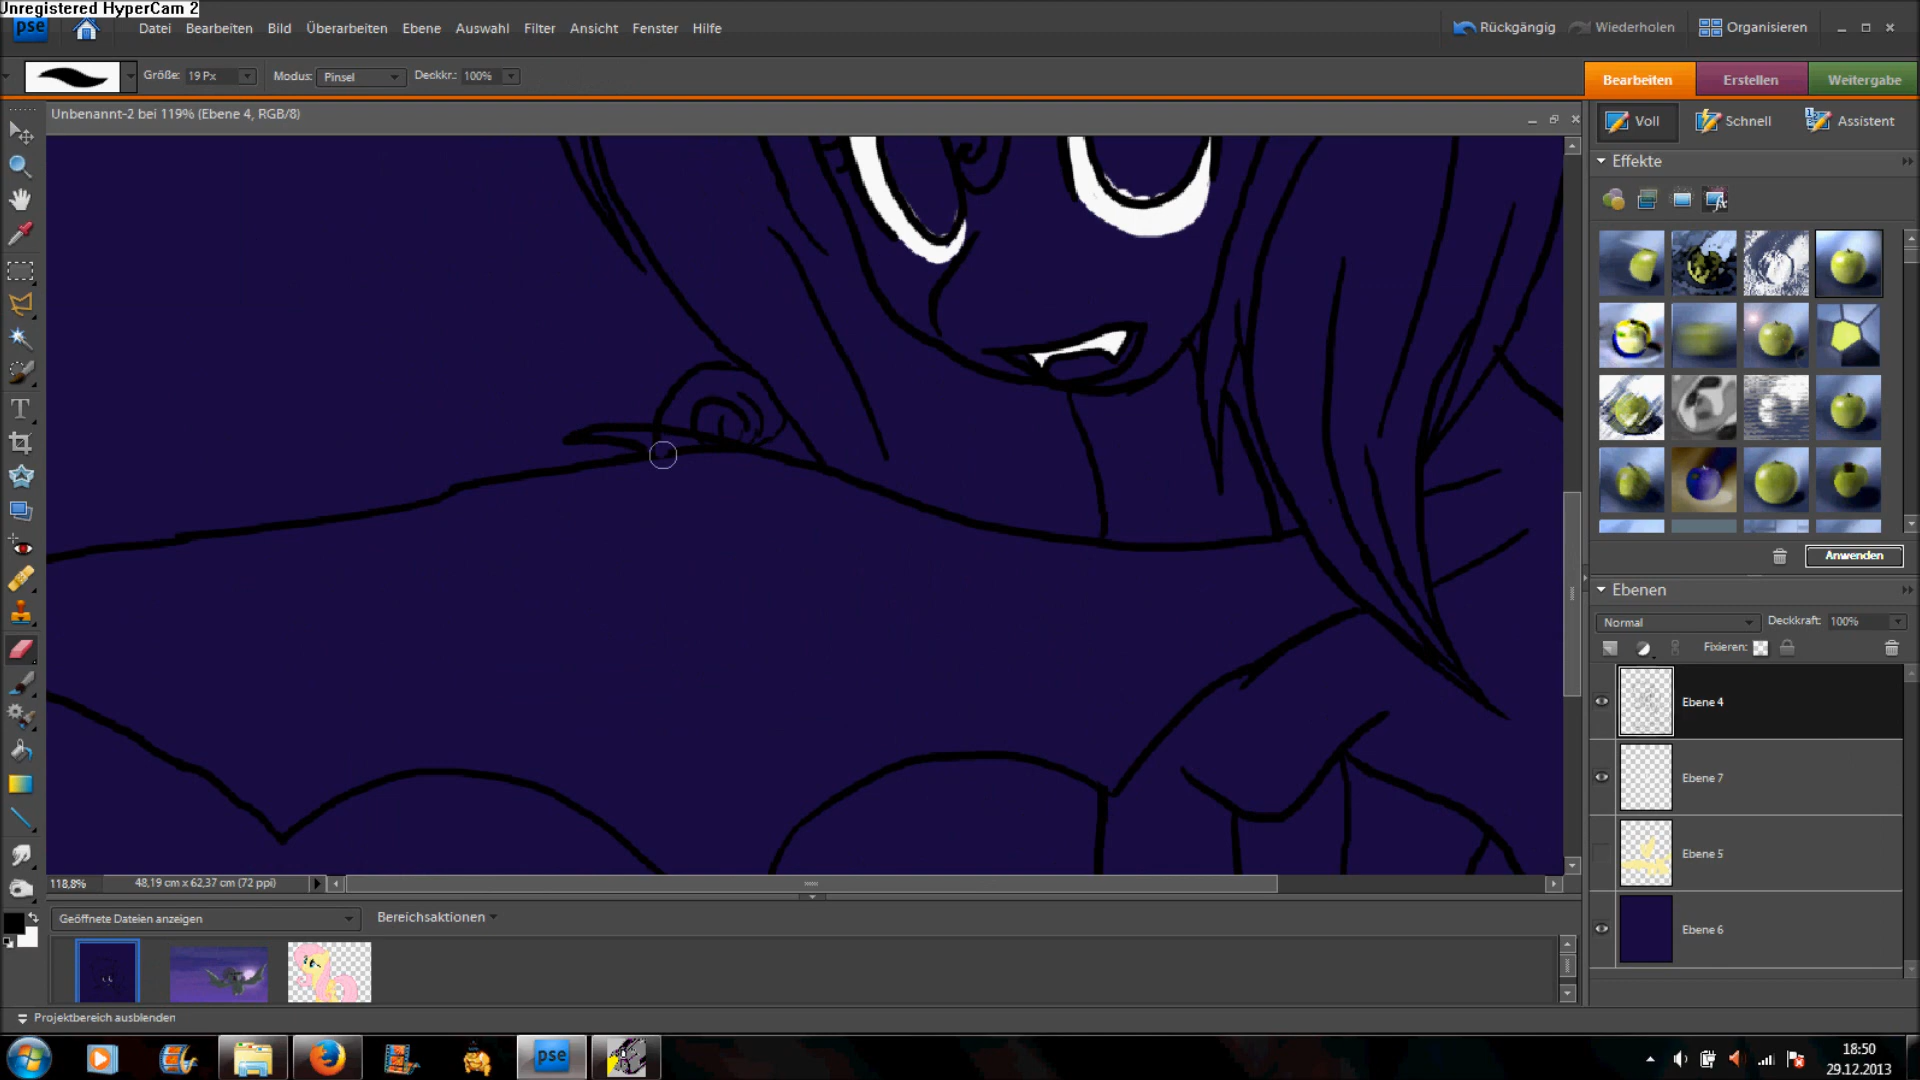 Unregistered HyperCam 2
pse
Datei Bearbeiten Bild Überarbeiten Ebene Auswahl Filter Ansicht Fenster Hilfe
Rückgängig Wiederholen Organisieren
Größe: 19 Px Modus: Pinsel Deckkr.: 100%
Bearbeiten Erstellen Weitergabe
Unbenannt-2 bei 119% (Ebene 4, RGB/8)
Voll Schnell Assistent
Effekte
Anwenden
Ebenen
Normal Deckkraft: 100%
Fixieren:
Ebene 4
Ebene 7
Ebene 5
Ebene 6
118,8% 48,19 cm x 62,37 cm (72 ppi)
Geöffnete Dateien anzeigen Bereichsaktionen
Projektbereich ausblenden
pse
18:50
29.12.2013